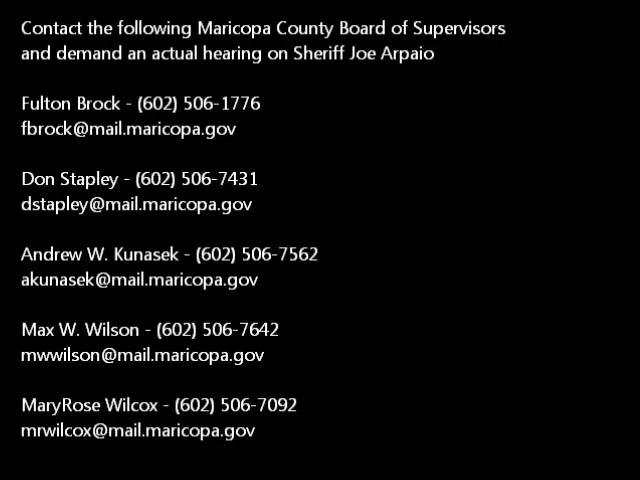 Contact the following Maricopa County Board of Supervisors
and demand an actual hearing on Sheriff Joe Arpaio
Fulton Brock - (602) 506-1776
fbrock@mail.maricopa.gov
Don Stapley - (602) 506-7431
dstapley@mail.maricopa.gov
Andrew W. Kunasek - (602) 506-7562
akunasek@mail.maricopa.gov
Max W. Wilson - (602) 506-7642
mwwilson@mail.maricopa.gov
MaryRose Wilcox - (602) 506-7092
mrwilcox@mail.maricopa.gov